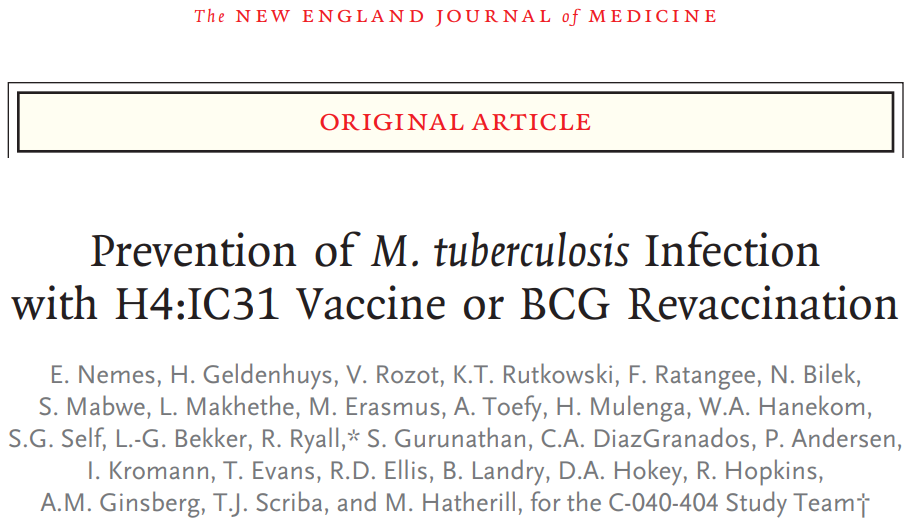 The NEW ENGLAND JOURNAL of MEDICINE
ORIGINAL ARTICLE
Prevention of M. tuberculosis Infection
with H4:IC31 Vaccine or BCG Revaccination
E. Nemes, H. Geldenhuys, V. Rozot, K.T. Rutkowski, F. Ratangee, N. Bilek,
S. Mabwe, L. Makhethe, M. Erasmus, A. Toefy, H. Mulenga, W.A. Hanekom,
S.G. Self, L.-G. Bekker, R. Ryall,* S. Gurunathan, C.A. DiazGranados, P. Andersen,
I. Kromann, T. Evans, R.D. Ellis, B. Landry, D.A. Hokey, R. Hopkins,
A.M. Ginsberg, T.J. Scriba, and M. Hatherill, for the C-040-404 Study Team†